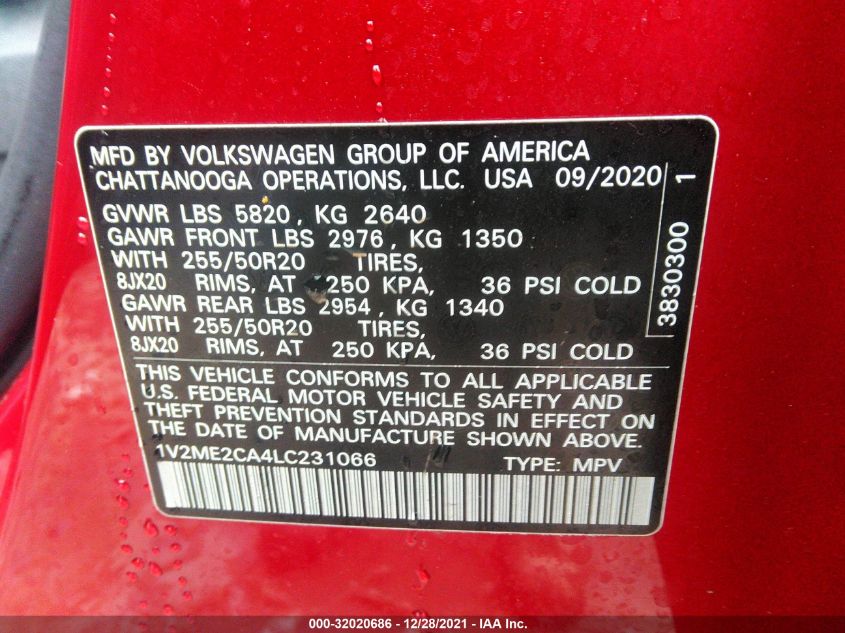 MFD BY VOLKSWAGEN GROUP OF AMERICA
CHATTANOOGA OPERATIONS, LLC. USA 09/2020
GVWR LBS 5820, KG 2640
GAWR FRONT LBS 2976, KG 1350
WITH 255/50R20 TIRES,
8JX20 RIMS, AT 250 KPA, 36 PSI COLD
GAWR REAR LBS 2954, KG 1340
WITH 255/50R20 TIRES,
8JX20 RIMS, AT 250 KPA, 36 PSI COLD
3830300 1
THIS VEHICLE CONFORMS TO ALL APPLICABLE
U.S. FEDERAL MOTOR VEHICLE SAFETY AND
THEFT PREVENTION STANDARDS IN EFFECT ON
THE DATE OF MANUFACTURE SHOWN ABOVE.
1V2ME2CA4LC231066 TYPE: MPV
000-32020686 - 12/28/2021 - IAA Inc.